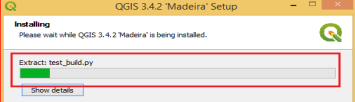 QGIS 3.4.2 'Madeira' Setup
Installing
Please wait while QGIS 3.4.2 'Madeira' is being installed.
Extract: test_build.py
Show details